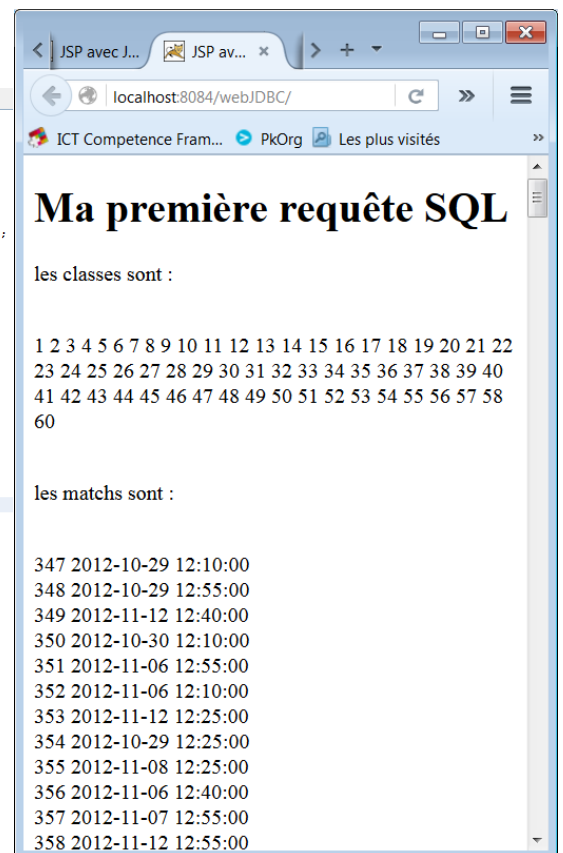 JSP avec J... JSP av...
localhost:8084/webJDBC/
ICT Competence Fram... PkOrg Les plus visités
;
Ma première requête SQL
les classes sont :
1 2 3 4 5 6 7 8 9 10 11 12 13 14 15 16 17 18 19 20 21 22
23 24 25 26 27 28 29 30 31 32 33 34 35 36 37 38 39 40
41 42 43 44 45 46 47 48 49 50 51 52 53 54 55 56 57 58
60
les matchs sont :
347 2012-10-29 12:10:00
348 2012-10-29 12:55:00
349 2012-11-12 12:40:00
350 2012-10-30 12:10:00
351 2012-11-06 12:55:00
352 2012-11-06 12:10:00
353 2012-11-12 12:25:00
354 2012-10-29 12:25:00
355 2012-11-08 12:25:00
356 2012-11-06 12:40:00
357 2012-11-07 12:55:00
358 2012-11-12 12:55:00